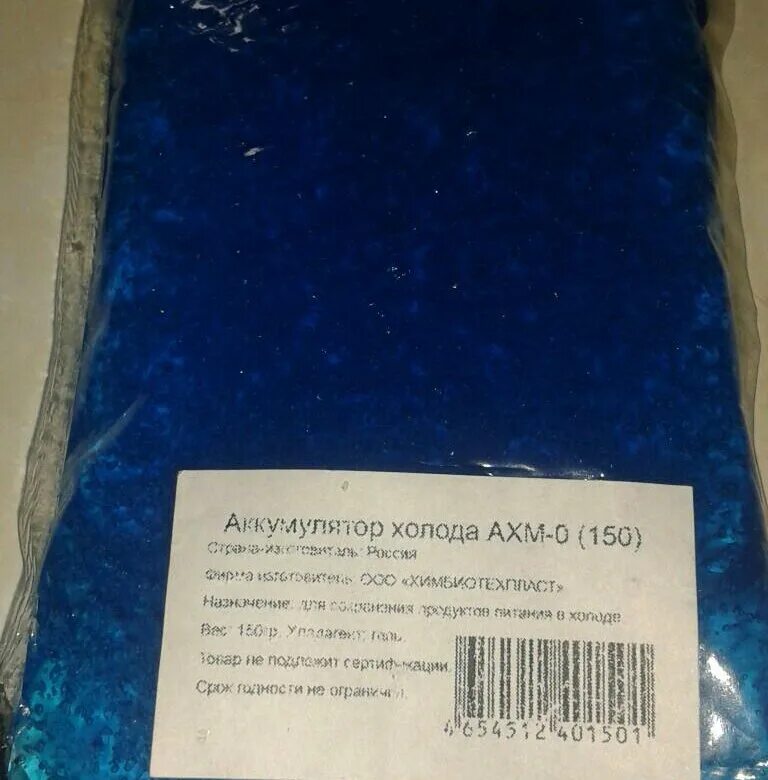 Аккумулятор холода АХМ-0 (150)
Страна-изготовитель: Россия
Фирма изготовитель: ООО «ХИМБИОТЕХПЛАСТ»
Назначение: для сохранения продуктов питания в холоде
Вес: 150гр. Хладагент: гель.
Товар не подлжит сертификации.
Срок годности не ограничен.
4 654312 401501